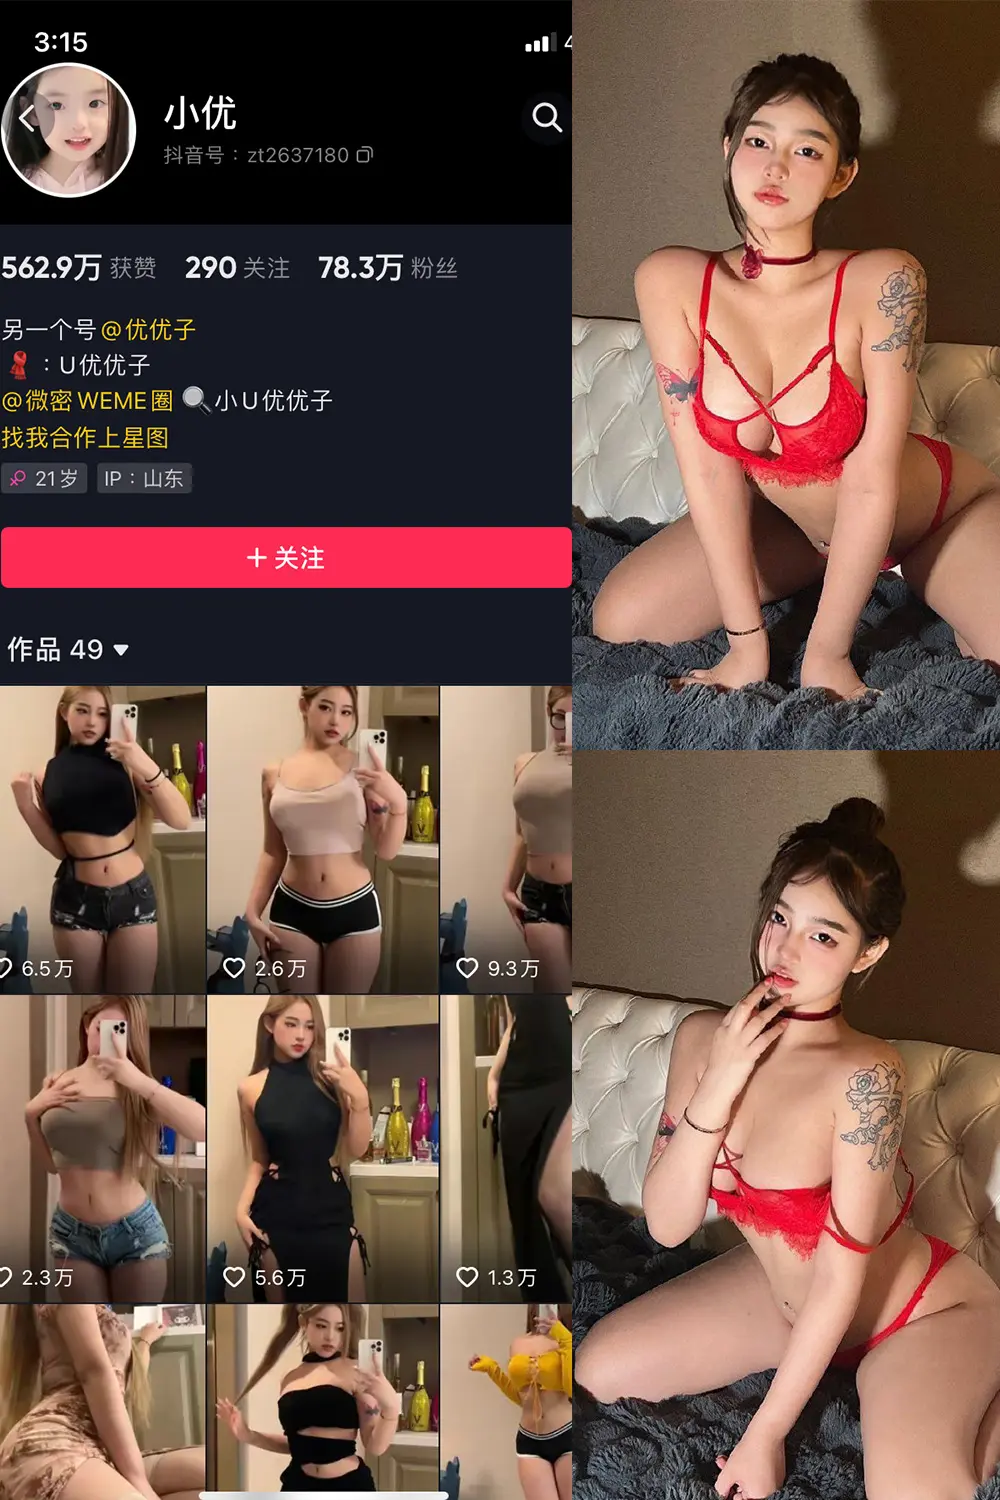 3:15
小优
抖音号：zt2637180
562.9万 获赞 290 关注 78.3万 粉丝
另一个号@优优子
：U优优子
@微密WEME圈 小U优优子
找我合作上星图
21岁 IP：山东
+ 关注
作品 49
6.5万 2.6万 9.3万
2.3万 5.6万 1.3万